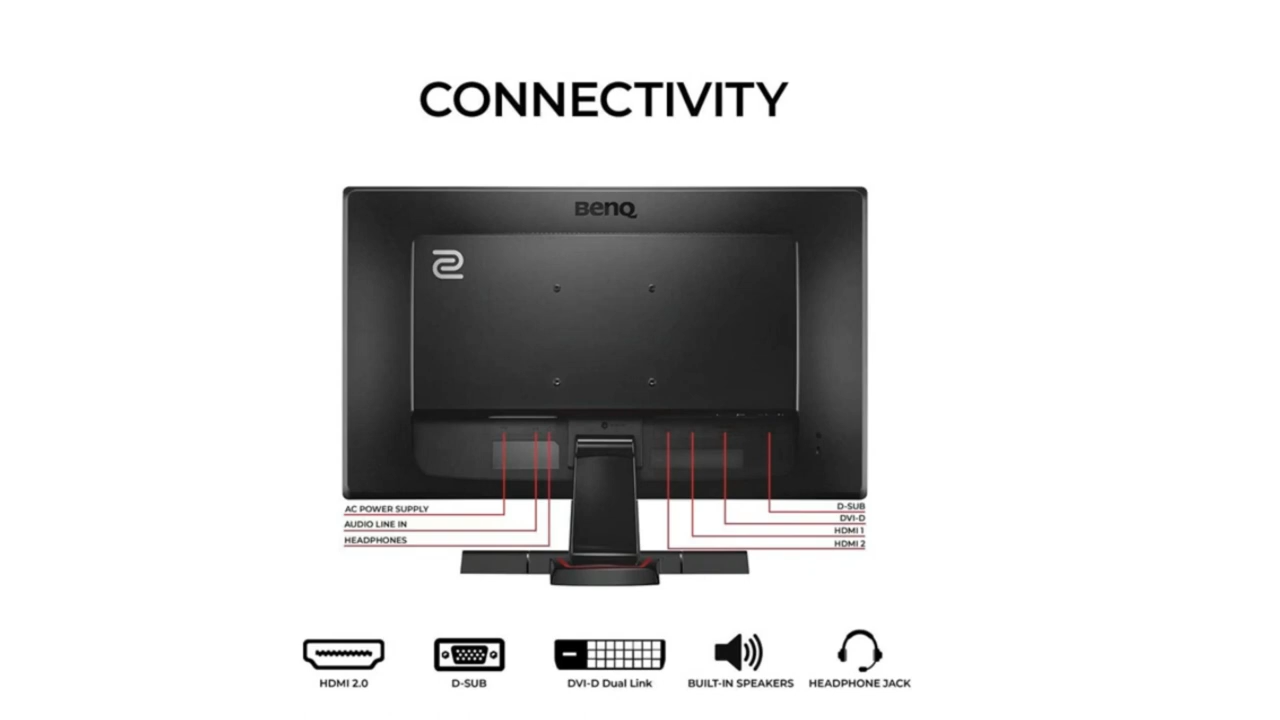 CONNECTIVITY
BenQ
AC POWER SUPPLY
AUDIO LINE IN
HEADPHONES
D-SUB
DVI-D
HDMI 1
HDMI 2
HDMI 2.0
D-SUB
DVI-D Dual Link
BUILT-IN SPEAKERS
HEADPHONE JACK